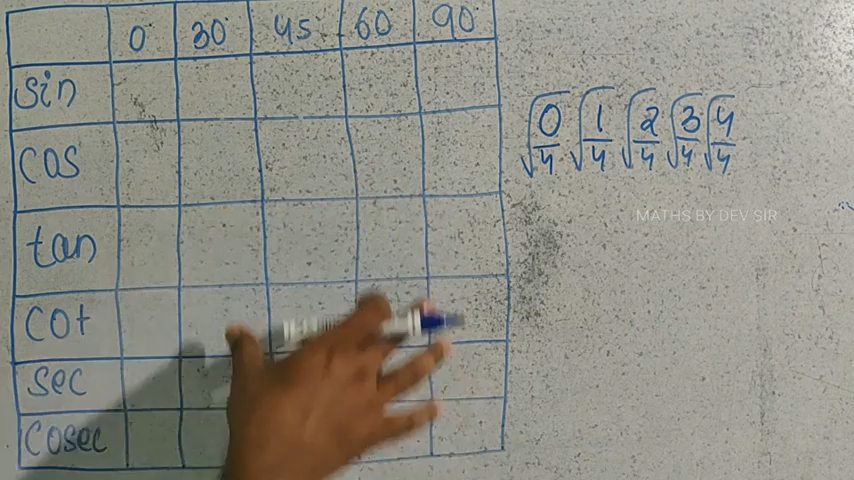 0° 30° 45 60° 90°
sin
cos
tan
cot
sec
cosec
√0/4 √1/4 √2/4 √3/4 √4/4
MATHS BY DEV SIR